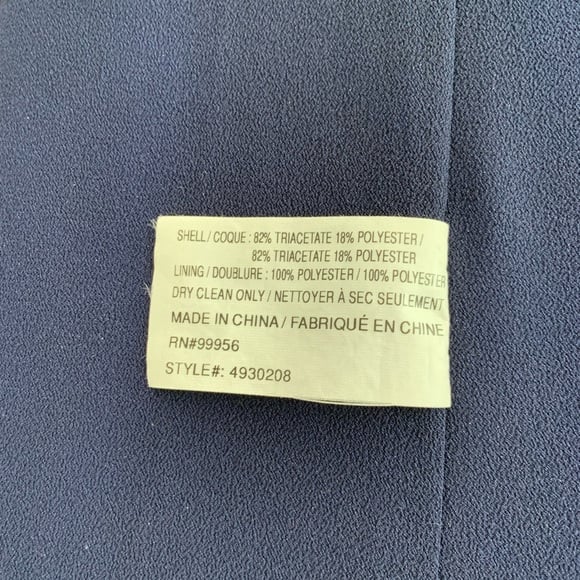 SHELL / COQUE : 82% TRIACETATE 18% POLYESTER /
82% TRIACETATE 18% POLYESTER
LINING / DOUBLURE : 100% POLYESTER / 100% POLYESTER
DRY CLEAN ONLY / NETTOYER À SEC SEULEMENT
MADE IN CHINA / FABRIQUÉ EN CHINE
RN#99956
STYLE#: 4930208